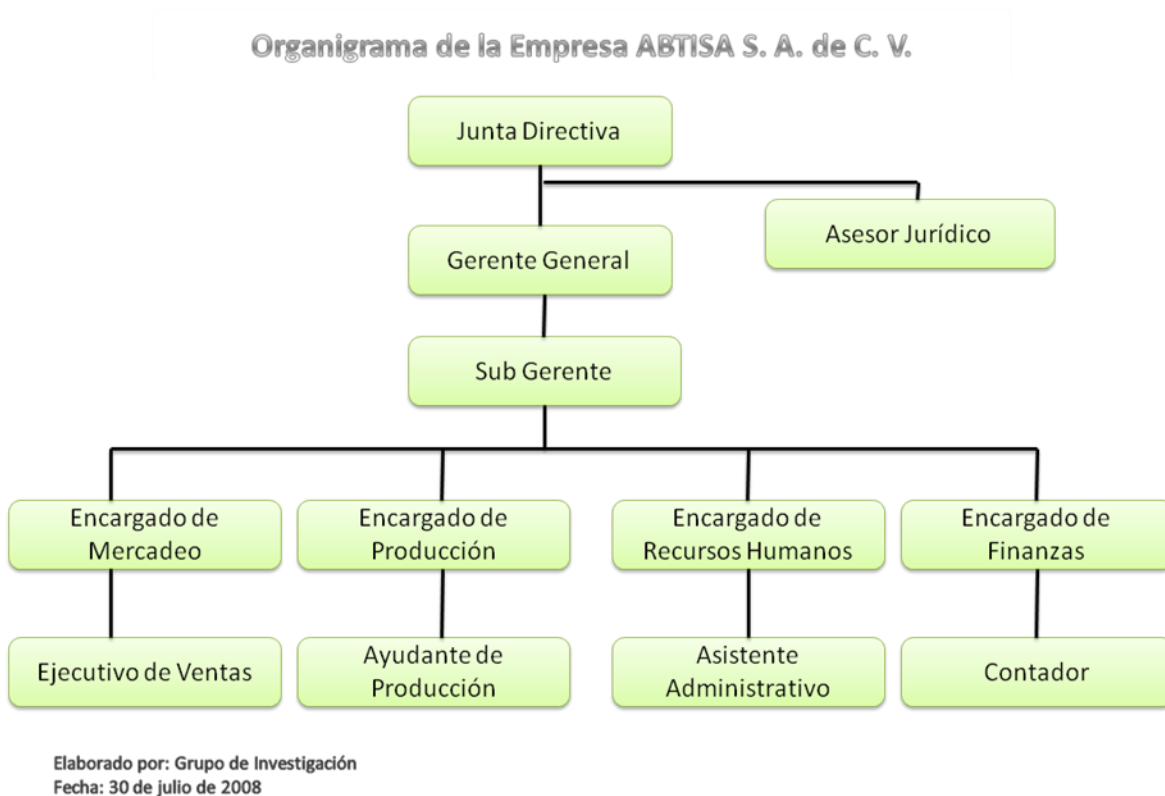 Organigrama de la Empresa ABTISA S. A. de C. V.
Junta Directiva
Asesor Jurídico
Gerente General
Sub Gerente
Encargado de
Mercadeo
Encargado de
Producción
Encargado de
Recursos Humanos
Encargado de
Finanzas
Ejecutivo de Ventas
Ayudante de
Producción
Asistente
Administrativo
Contador
Elaborado por: Grupo de Investigación
Fecha: 30 de julio de 2008